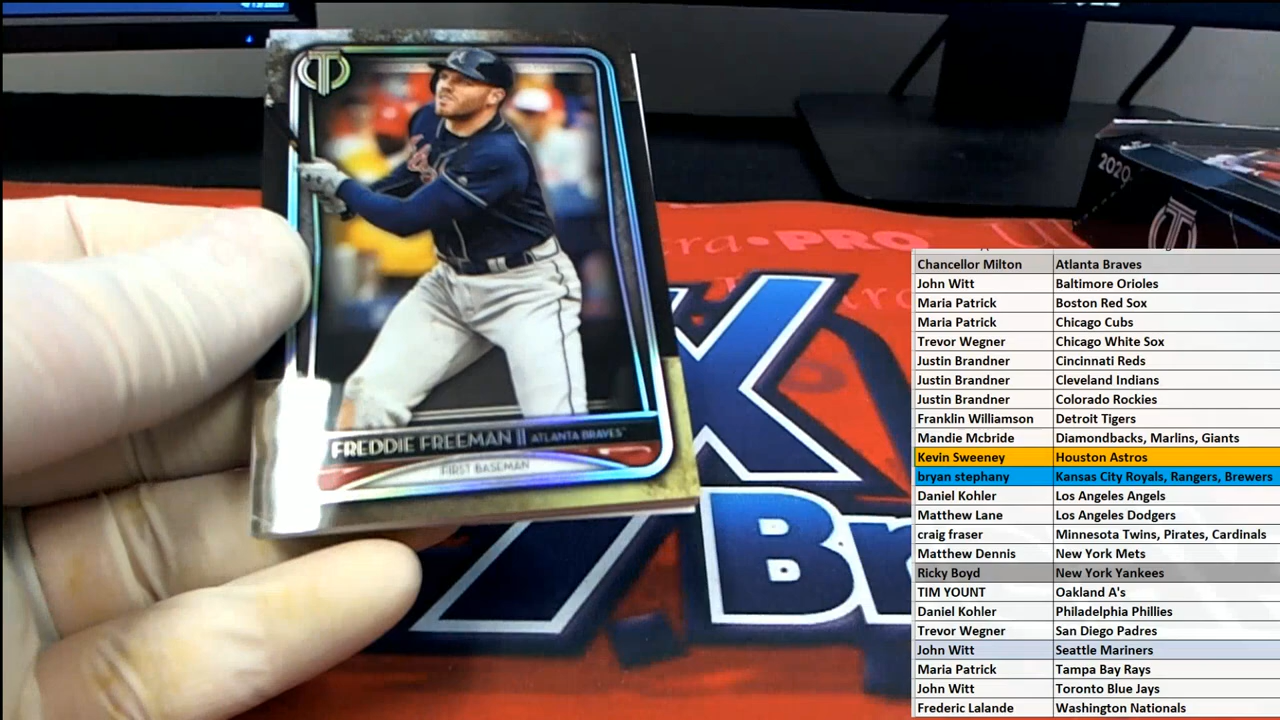 2020
FREDDIE FREEMAN || ATLANTA BRAVES™
FIRST BASEMAN
PRO
Br
Chancellor Milton Atlanta Braves
John Witt Baltimore Orioles
Maria Patrick Boston Red Sox
Maria Patrick Chicago Cubs
Trevor Wegner Chicago White Sox
Justin Brandner Cincinnati Reds
Justin Brandner Cleveland Indians
Justin Brandner Colorado Rockies
Franklin Williamson Detroit Tigers
Mandie Mcbride Diamondbacks, Marlins, Giants
Kevin Sweeney Houston Astros
bryan stephany Kansas City Royals, Rangers, Brewers
Daniel Kohler Los Angeles Angels
Matthew Lane Los Angeles Dodgers
craig fraser Minnesota Twins, Pirates, Cardinals
Matthew Dennis New York Mets
Ricky Boyd New York Yankees
TIM YOUNT Oakland A's
Daniel Kohler Philadelphia Phillies
Trevor Wegner San Diego Padres
John Witt Seattle Mariners
Maria Patrick Tampa Bay Rays
John Witt Toronto Blue Jays
Frederic Lalande Washington Nationals